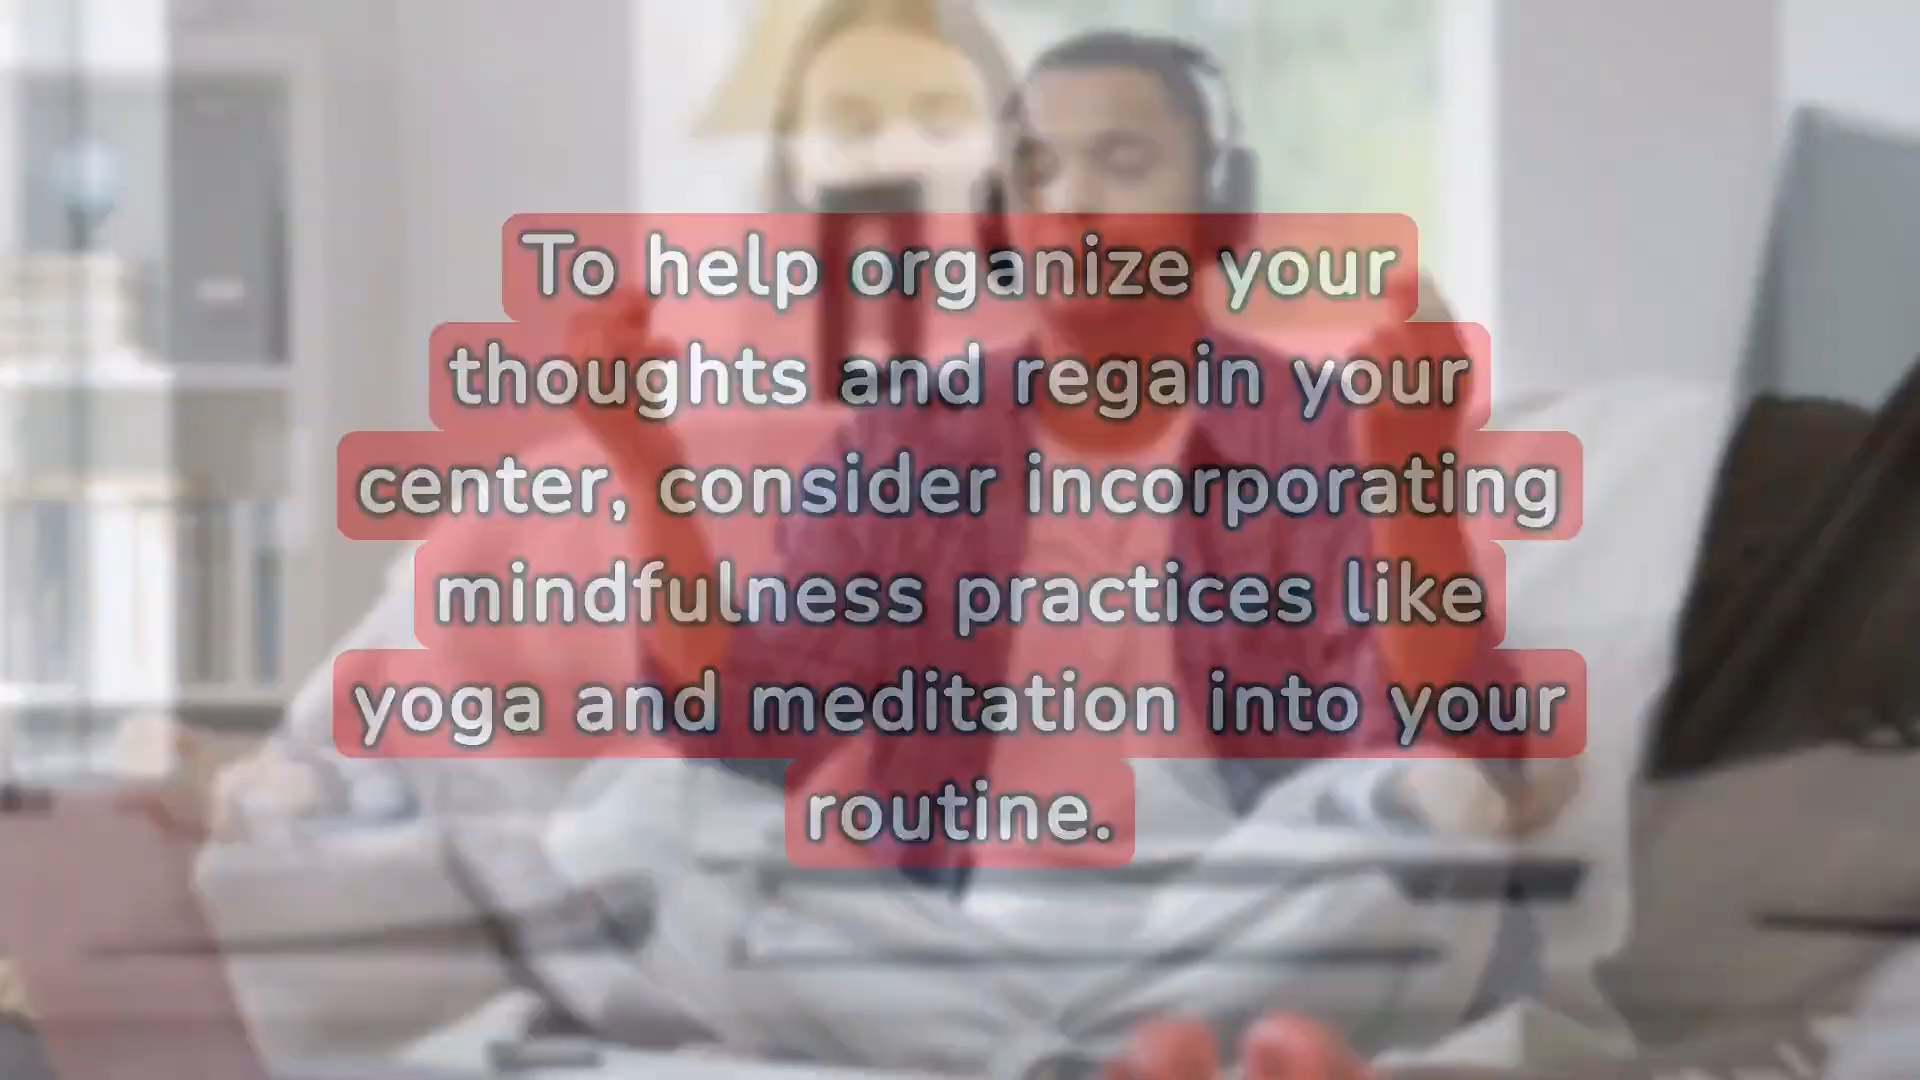 To help organize your
thoughts and regain your
center, consider incorporating
mindfulness practices like
yoga and meditation into your
routine.